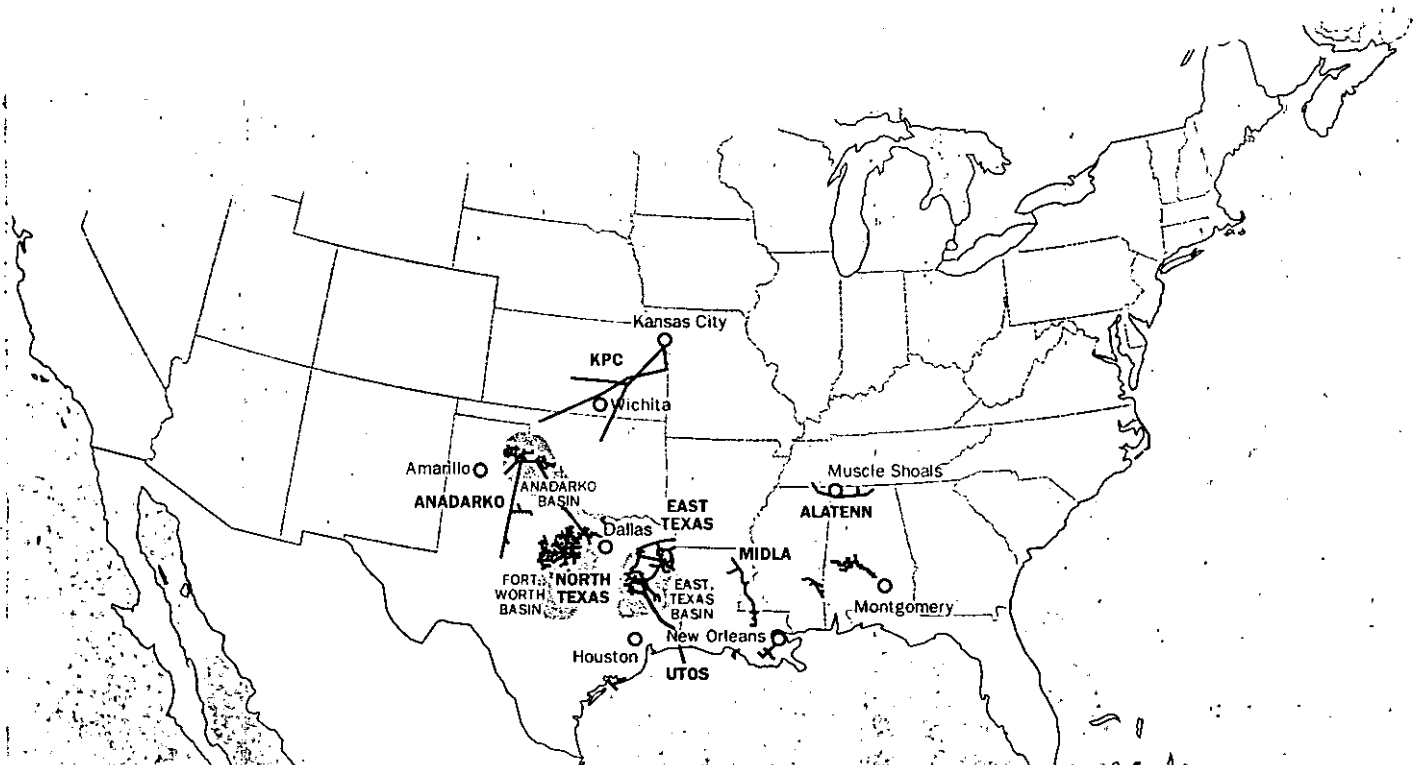 Kansas City
KPC
Wichita
Muscle Shoals
Amarillo
ANADARKO
BASIN
ANADARKO
EAST
TEXAS
ALATENN
Dallas
MIDLA
FORT
WORTH
BASIN
NORTH
TEXAS
EAST
TEXAS
BASIN
Montgomery
New Orleans
Houston
UTOS